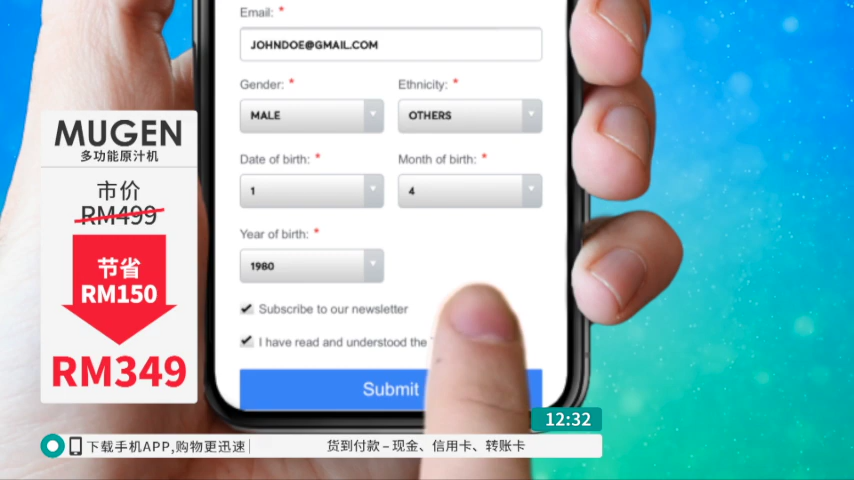 Email: *
JOHNDOE@GMAIL.COM
Gender: *
Ethnicity: *
MALE
OTHERS
Date of birth: *
Month of birth: *
1
4
Year of birth: *
1980
Subscribe to our newsletter
I have read and understood the
Submit
MUGEN
多功能原汁机
市价
RM499
节省
RM150
RM349
12:32
下载手机APP,购物更迅速
货到付款 – 现金、信用卡、转账卡